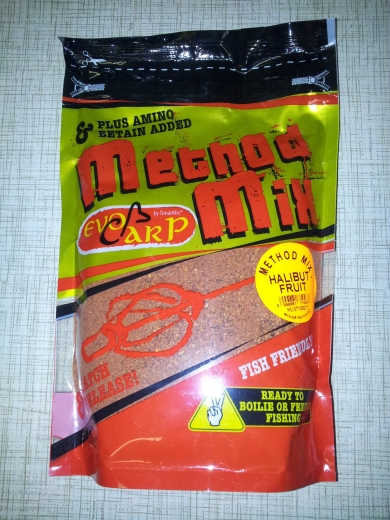 & PLUS AMINO
BETAIN ADDED
Method
Mix
EVO CARP
METHOD MIX
HALIBUT
FRUIT
FISH FRIENDLY
RELEASE!
READY TO
BOILIE OR
FISHING